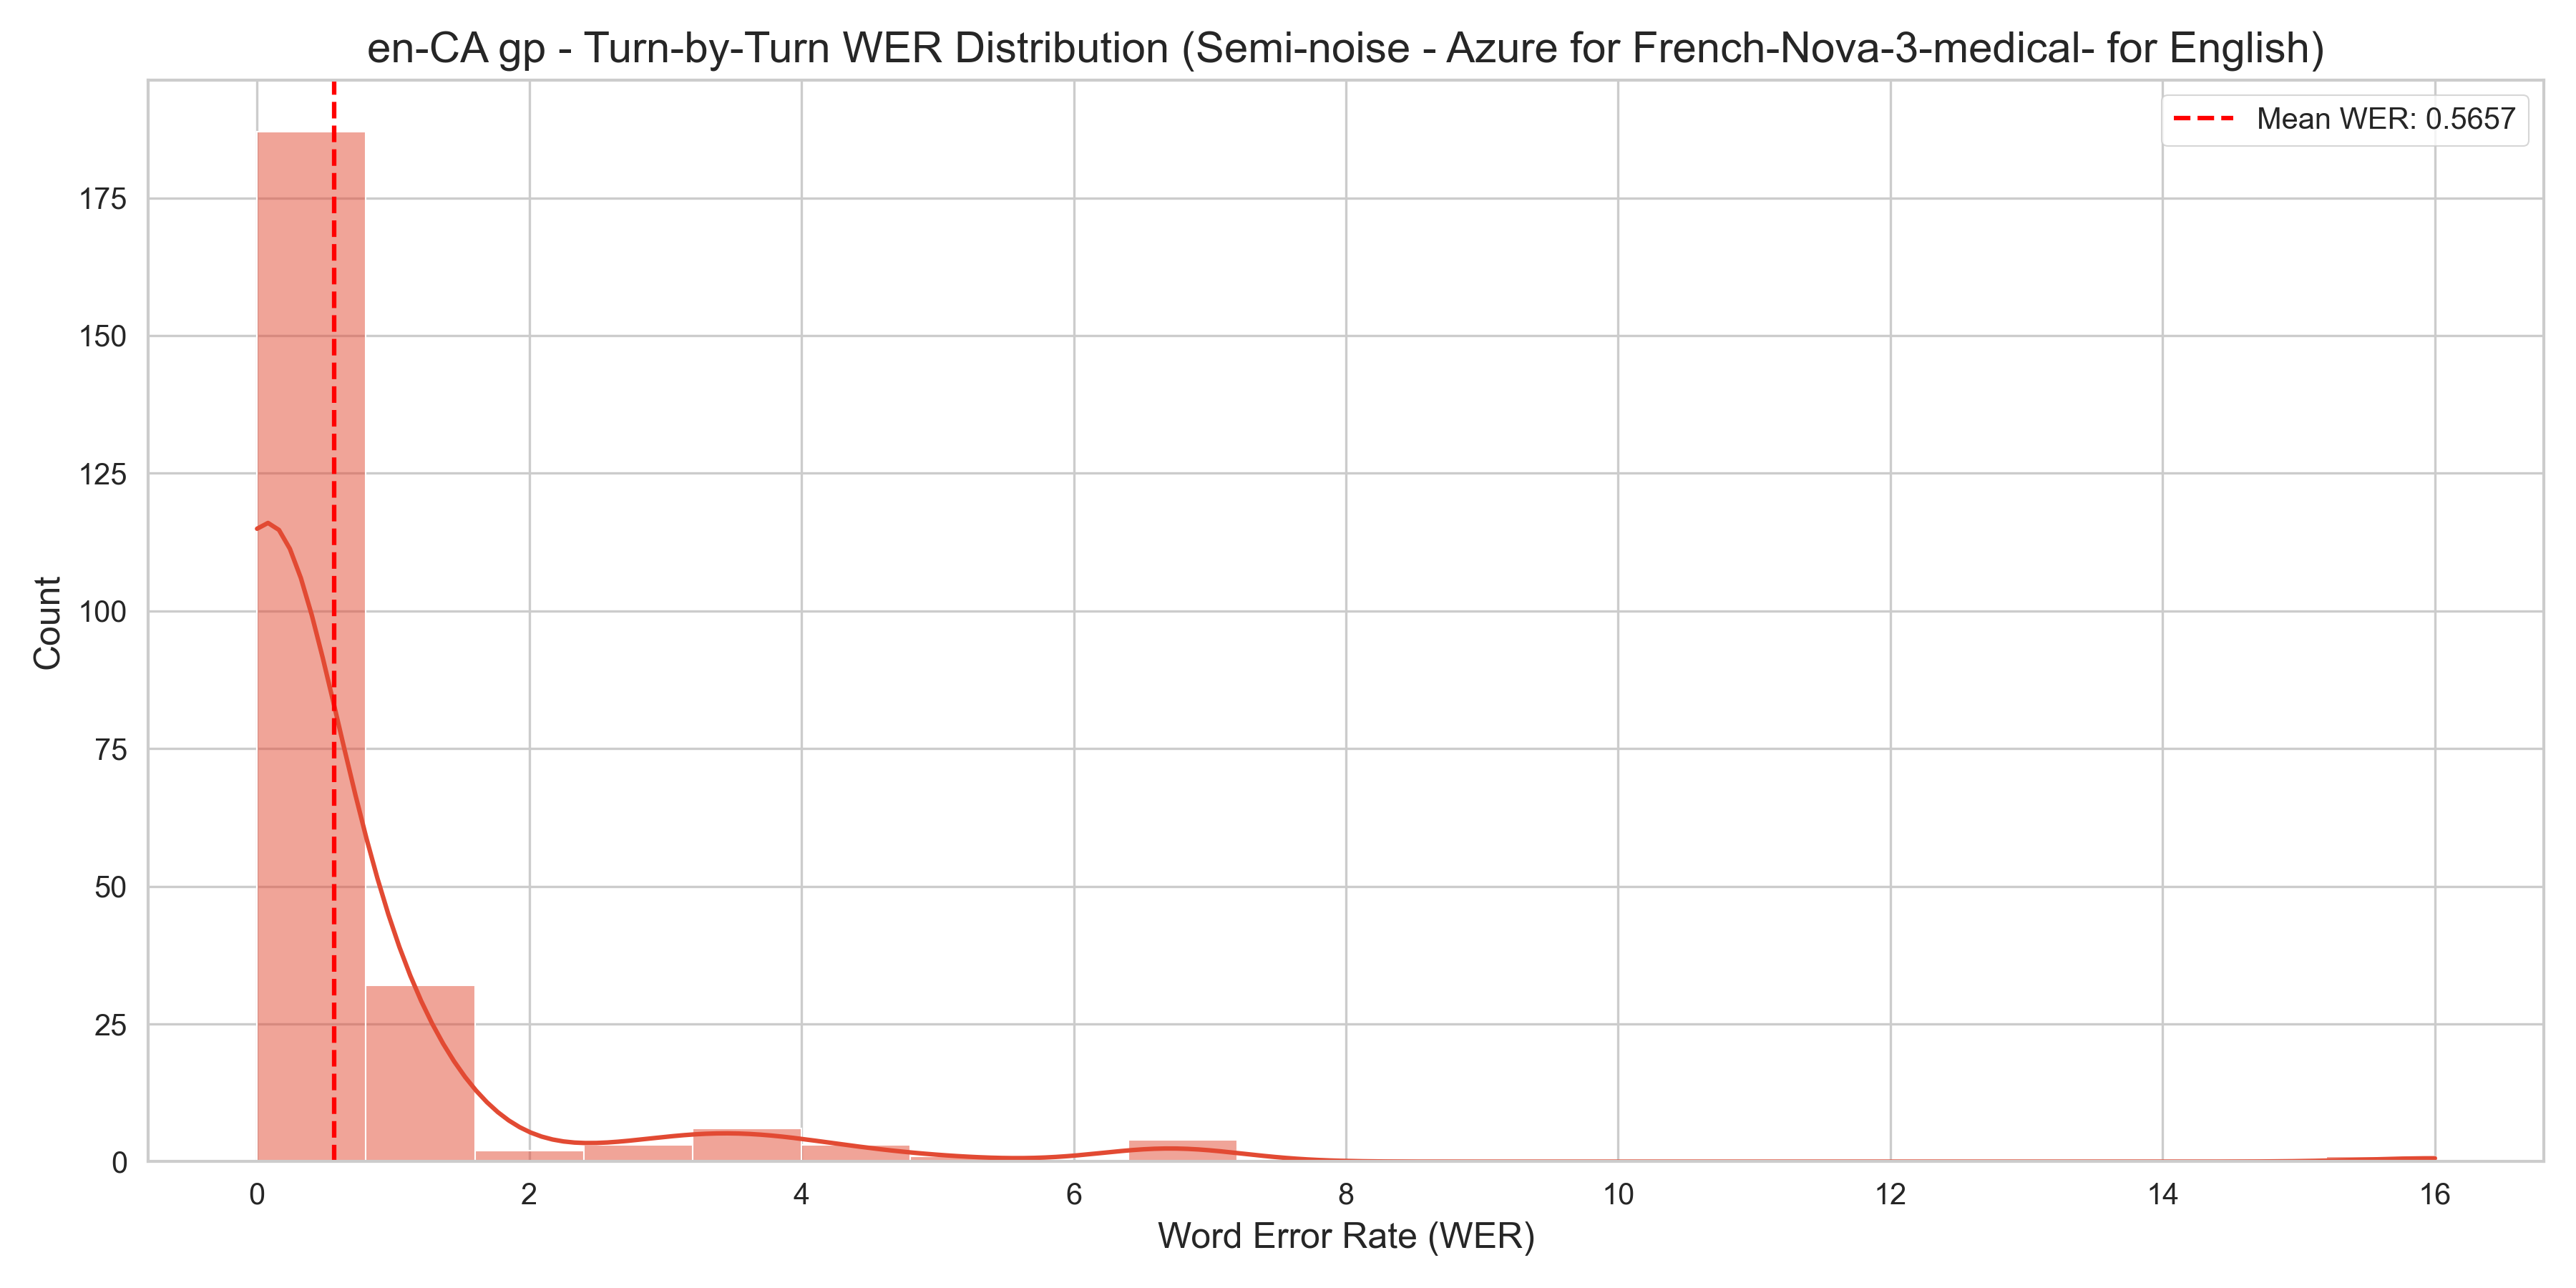 en-CA gp - Turn-by-Turn WER Distribution (Semi-noise - Azure for French-Nova-3-medical- for English)
Mean WER: 0.5657
Count
175
150
125
100
75
50
25
0
0 2 4 6 8 10 12 14 16
Word Error Rate (WER)